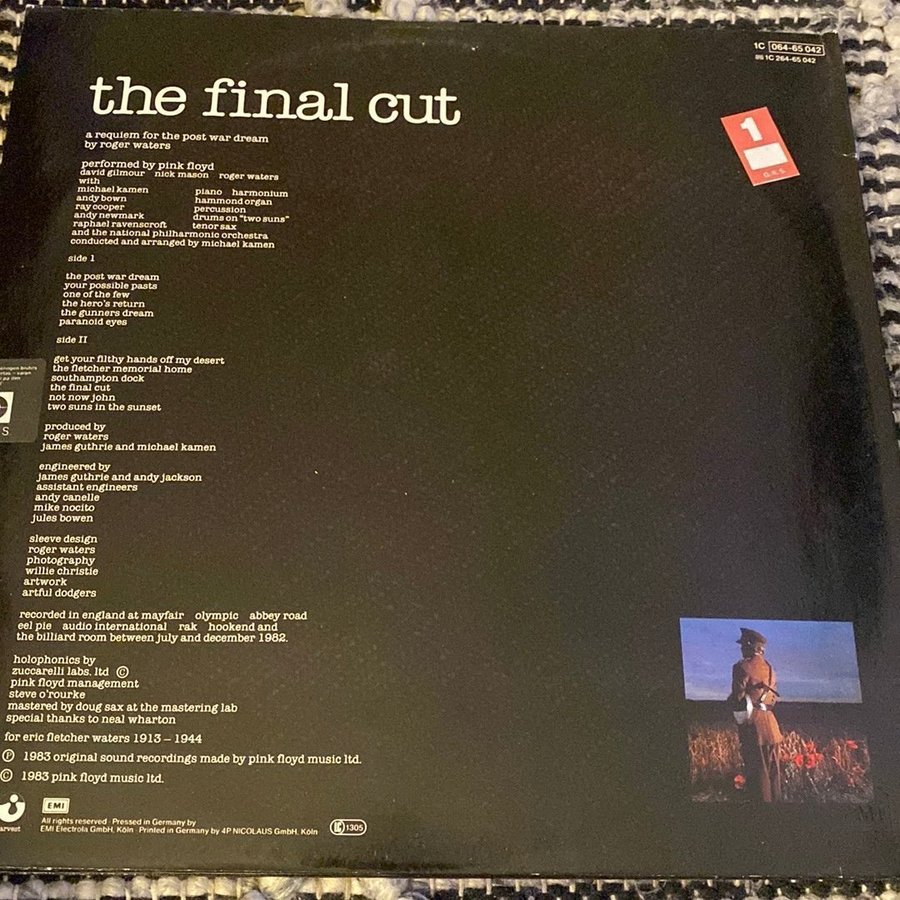 1C 064-65 042
1C 264-65 042
the final cut
1
G.R.S
a requiem for the post war dream
by roger waters
performed by pink floyd
david gilmour nick mason roger waters
with
michael kamen piano harmonium
andy bown hammond organ
ray cooper percussion
andy newmark drums on "two suns"
raphael ravenscroft tenor sax
and the national philharmonic orchestra
conducted and arranged by michael kamen
side 1
the post war dream
your possible pasts
one of the few
the hero's return
the gunners dream
paranoid eyes
side II
get your filthy hands off my desert
the fletcher memorial home
southampton dock
the final cut
not now john
two suns in the sunset
produced by
roger waters
james guthrie and michael kamen
engineered by
james guthrie and andy jackson
assistant engineers
andy canelle
mike nocito
jules bowen
sleeve design
roger waters
photography
willie christie
artwork
artful dodgers
recorded in england at mayfair olympic abbey road
eel pie audio international rak hookend and
the billiard room between july and december 1982.
holophonics by
zuccarelli labs. ltd ©
pink floyd management
steve o'rourke
mastered by doug sax at the mastering lab
special thanks to neal wharton
for eric fletcher waters 1913 – 1944
℗ 1983 original sound recordings made by pink floyd music ltd.
© 1983 pink floyd music ltd.
EMI
arvest
All rights reserved · Pressed in Germany by
EMI Electrola GmbH, Köln · Printed in Germany by 4P NICOLAUS GmbH, Köln
LC 1305